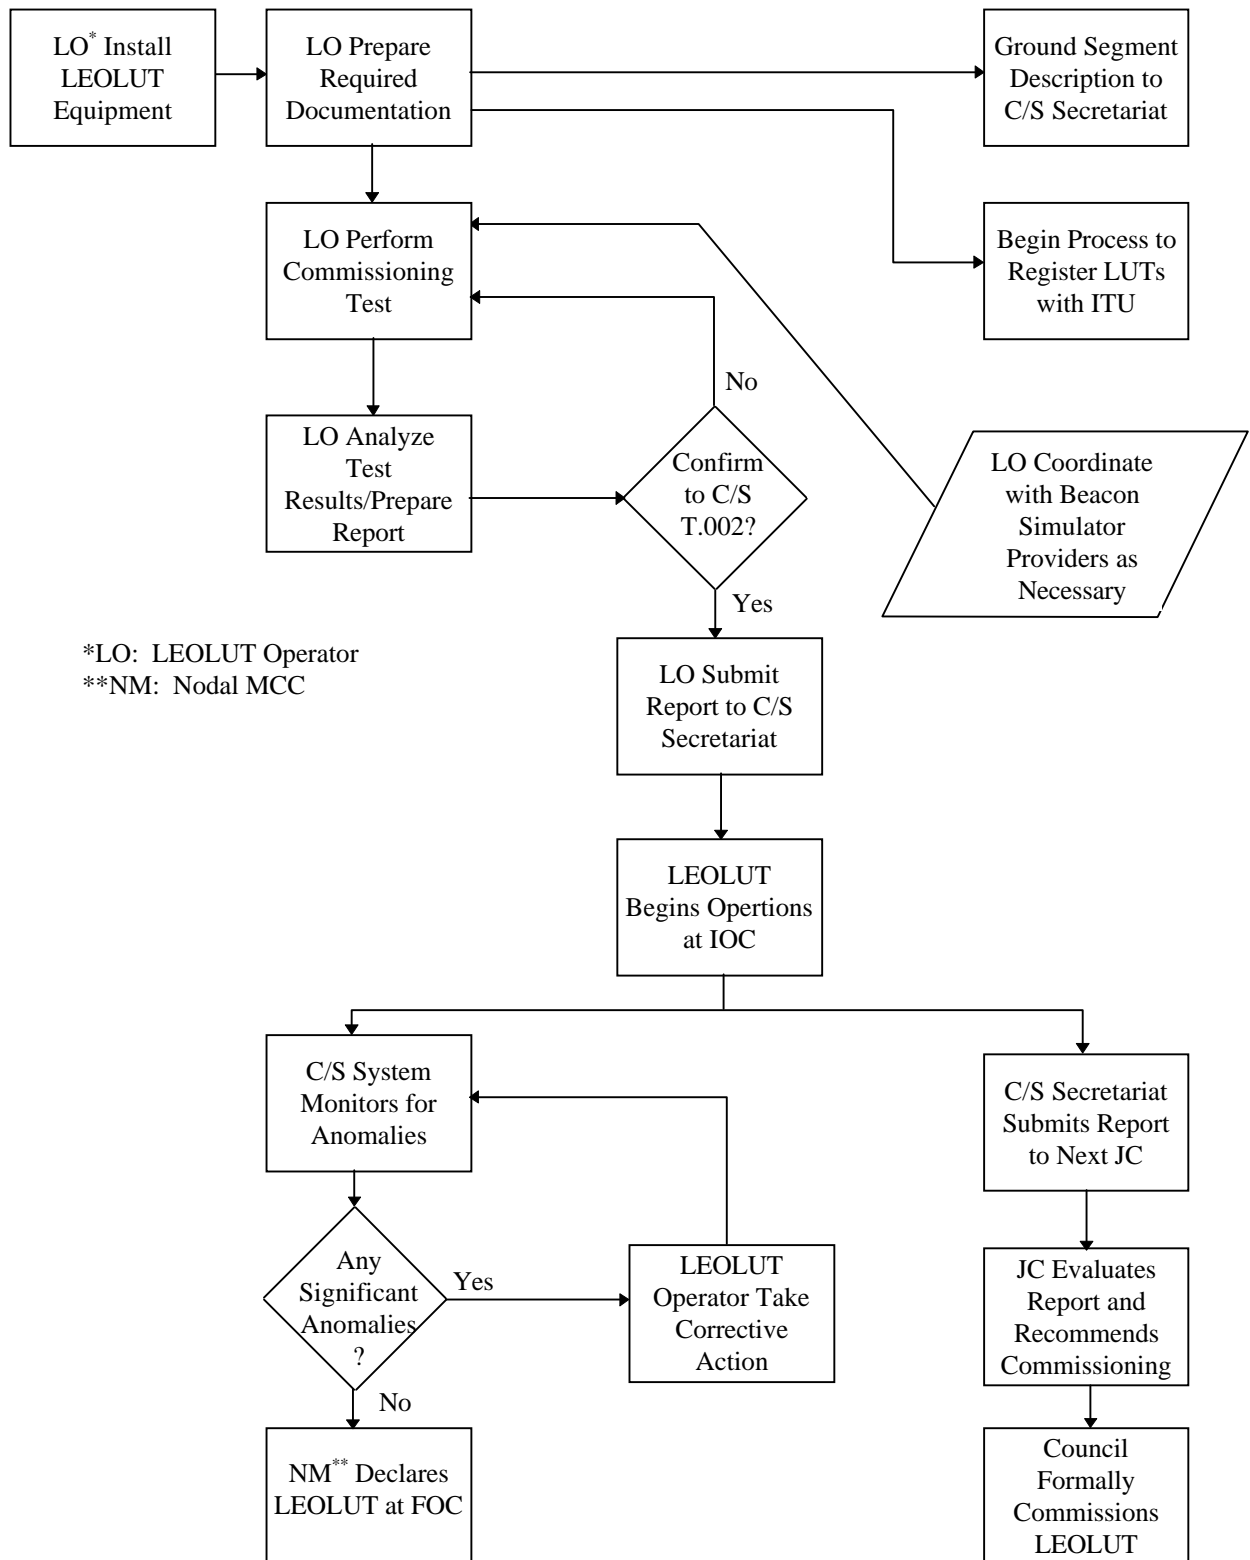 LO* Install
LEOLUT
Equipment
LO Prepare
Required
Documentation
Ground Segment
Description to
C/S Secretariat
LO Perform
Commissioning
Test
Begin Process to
Register LUTs
with ITU
No
LO Analyze
Test
Results/Prepare
Report
Confirm
to C/S
T.002?
LO Coordinate
with Beacon
Simulator
Providers as
Necessary
Yes
*LO: LEOLUT Operator
**NM: Nodal MCC
LO Submit
Report to C/S
Secretariat
LEOLUT
Begins Opertions
at IOC
C/S System
Monitors for
Anomalies
C/S Secretariat
Submits Report
to Next JC
Any
Significant
Anomalies
?
Yes
LEOLUT
Operator Take
Corrective
Action
JC Evaluates
Report and
Recommends
Commissioning
No
NM** Declares
LEOLUT at FOC
Council
Formally
Commissions
LEOLUT